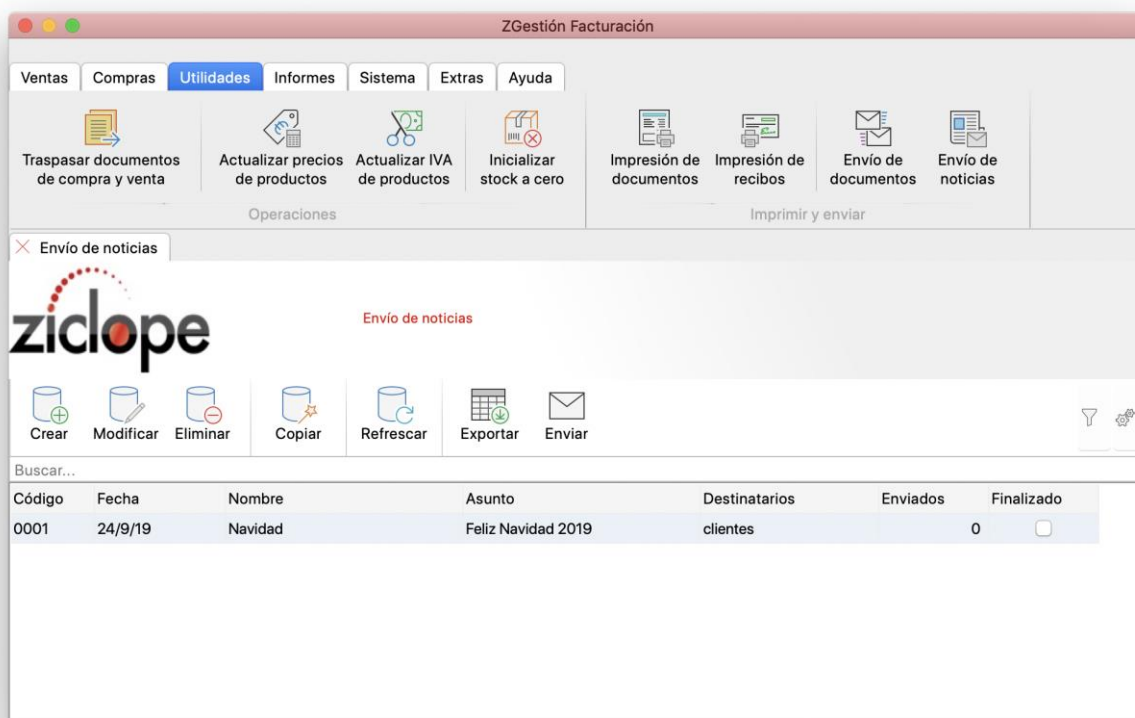 ZGestión Facturación
Ventas Compras Utilidades Informes Sistema Extras Ayuda
Traspasar documentos de compra y venta
Actualizar precios de productos
Actualizar IVA de productos
Inicializar stock a cero
Impresión de documentos
Impresión de recibos
Envío de documentos
Envío de noticias
Operaciones
Imprimir y enviar
Envío de noticias
ziclope
Envío de noticias
Crear Modificar Eliminar Copiar Refrescar Exportar Enviar
Buscar...
Código Fecha Nombre Asunto Destinatarios Enviados Finalizado
0001 24/9/19 Navidad Feliz Navidad 2019 clientes 0